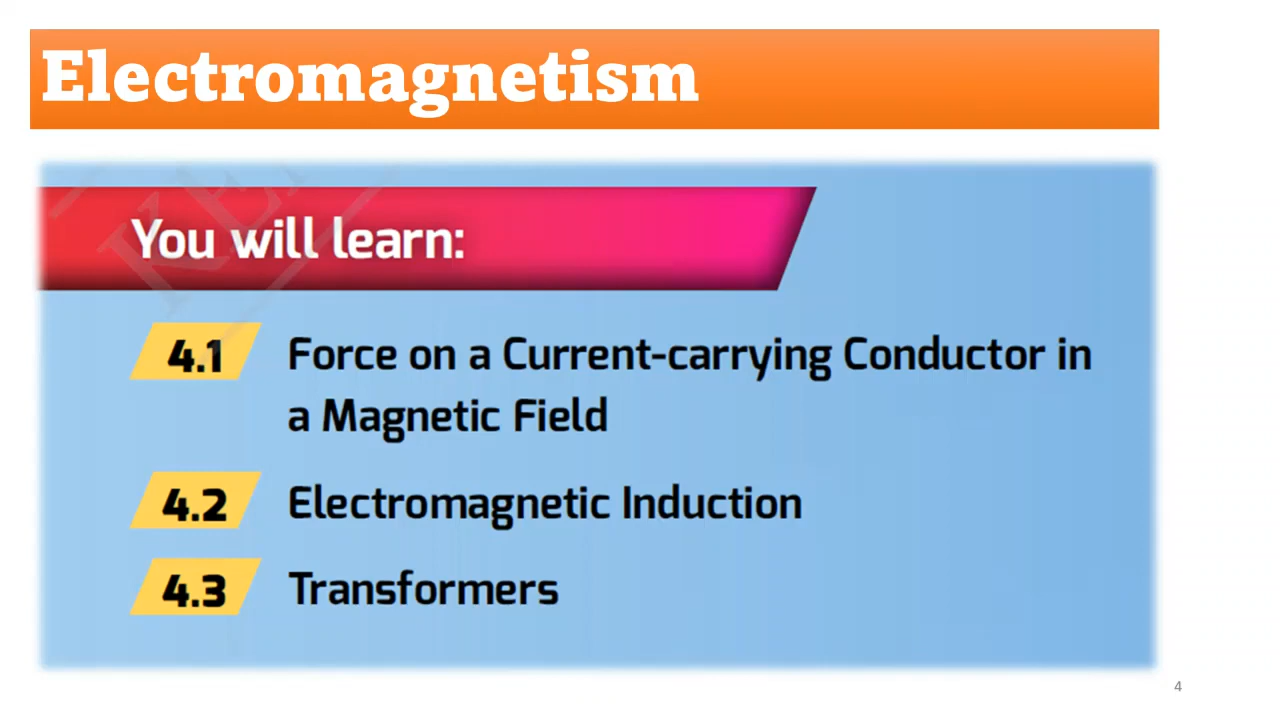 Electromagnetism
You will learn:
4.1 Force on a Current-carrying Conductor in
a Magnetic Field
4.2 Electromagnetic Induction
4.3 Transformers
4